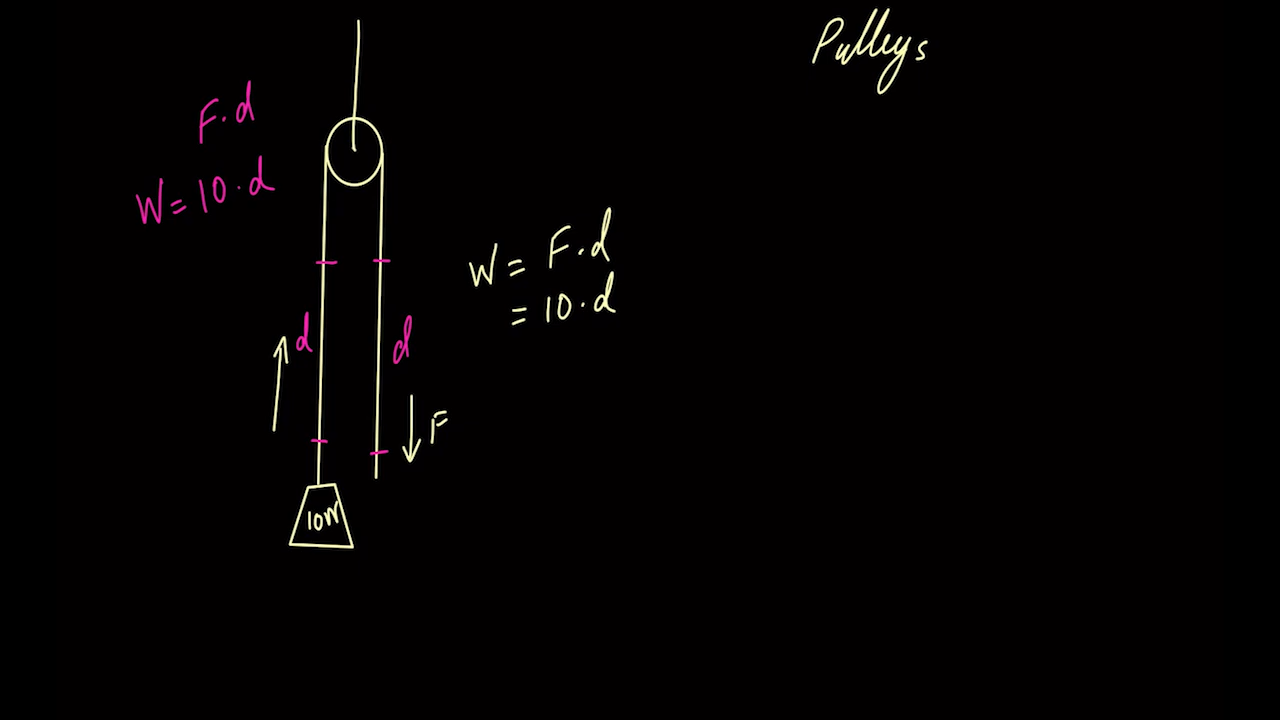 Pulleys
F·d
W = 10·d
W = F·d
= 10·d
d
d
F
10N